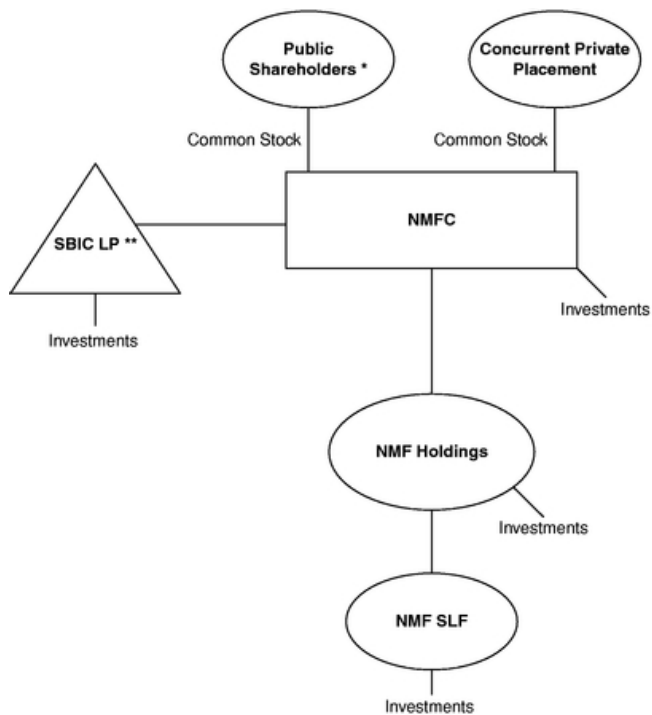 Public
Shareholders *
Concurrent Private
Placement
Common Stock
Common Stock
NMFC
SBIC LP **
Investments
Investments
NMF Holdings
Investments
NMF SLF
Investments